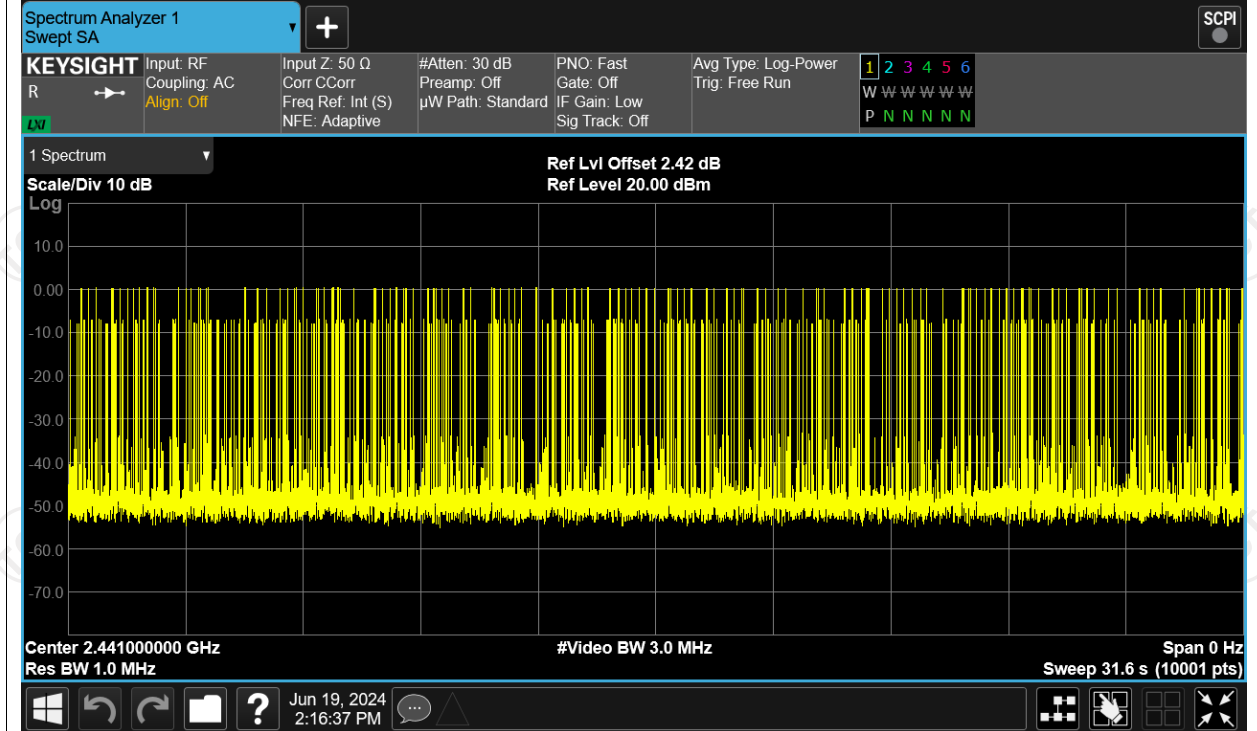 Spectrum Analyzer 1
Swept SA
SCPI
KEYSIGHT
R
LXI
Input: RF
Coupling: AC
Align: Off
Input Z: 50 Ω
Corr CCorr
Freq Ref: Int (S)
NFE: Adaptive
#Atten: 30 dB
Preamp: Off
µW Path: Standard
PNO: Fast
Gate: Off
IF Gain: Low
Sig Track: Off
Avg Type: Log-Power
Trig: Free Run
1 2 3 4 5 6
W W W W W W
P N N N N N
1 Spectrum
Scale/Div 10 dB
Ref Lvl Offset 2.42 dB
Ref Level 20.00 dBm
Log
10.0
0.00
-10.0
-20.0
-30.0
-40.0
-50.0
-60.0
-70.0
Center 2.441000000 GHz
#Video BW 3.0 MHz
Span 0 Hz
Res BW 1.0 MHz
Sweep 31.6 s (10001 pts)
?
Jun 19, 2024
2:16:37 PM